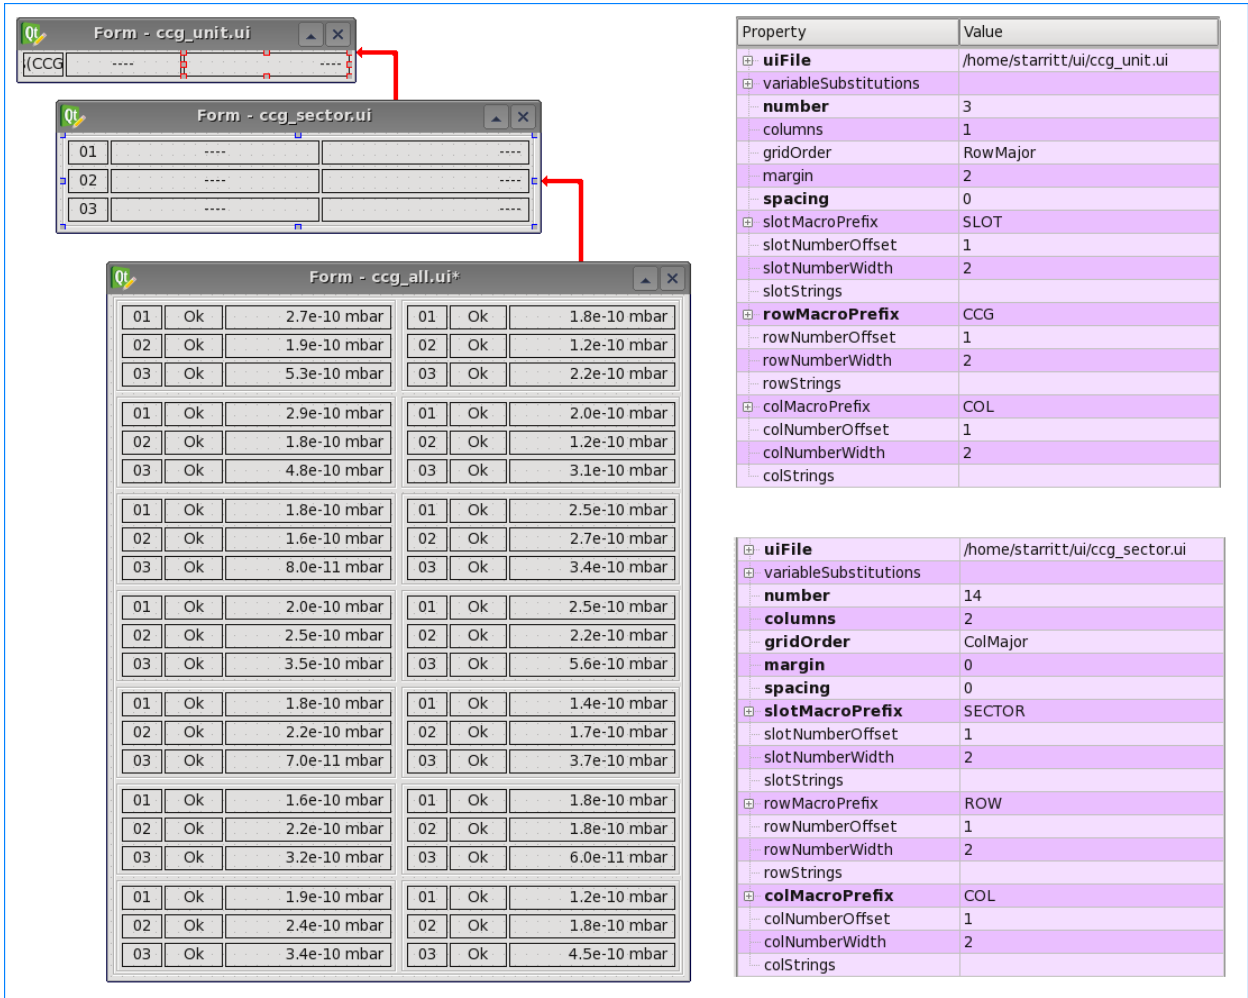 Form - ccg_unit.ui
(CCG ---- ----
Form - ccg_sector.ui
01 ---- ----
02 ---- ----
03 ---- ----
Form - ccg_all.ui*
01 Ok 2.7e-10 mbar 01 Ok 1.8e-10 mbar
02 Ok 1.9e-10 mbar 02 Ok 1.2e-10 mbar
03 Ok 5.3e-10 mbar 03 Ok 2.2e-10 mbar
01 Ok 2.9e-10 mbar 01 Ok 2.0e-10 mbar
02 Ok 1.8e-10 mbar 02 Ok 1.2e-10 mbar
03 Ok 4.8e-10 mbar 03 Ok 3.1e-10 mbar
01 Ok 1.8e-10 mbar 01 Ok 2.5e-10 mbar
02 Ok 1.6e-10 mbar 02 Ok 2.7e-10 mbar
03 Ok 8.0e-11 mbar 03 Ok 3.4e-10 mbar
01 Ok 2.0e-10 mbar 01 Ok 2.5e-10 mbar
02 Ok 2.5e-10 mbar 02 Ok 2.2e-10 mbar
03 Ok 3.5e-10 mbar 03 Ok 5.6e-10 mbar
01 Ok 1.8e-10 mbar 01 Ok 1.4e-10 mbar
02 Ok 2.2e-10 mbar 02 Ok 1.7e-10 mbar
03 Ok 7.0e-11 mbar 03 Ok 3.7e-10 mbar
01 Ok 1.6e-10 mbar 01 Ok 1.8e-10 mbar
02 Ok 2.2e-10 mbar 02 Ok 1.8e-10 mbar
03 Ok 3.2e-10 mbar 03 Ok 6.0e-11 mbar
01 Ok 1.9e-10 mbar 01 Ok 1.2e-10 mbar
02 Ok 2.4e-10 mbar 02 Ok 1.8e-10 mbar
03 Ok 3.4e-10 mbar 03 Ok 4.5e-10 mbar
Property Value
uiFile /home/starritt/ui/ccg_unit.ui
variableSubstitutions
number 3
columns 1
gridOrder RowMajor
margin 2
spacing 0
slotMacroPrefix SLOT
slotNumberOffset 1
slotNumberWidth 2
slotStrings
rowMacroPrefix CCG
rowNumberOffset 1
rowNumberWidth 2
rowStrings
colMacroPrefix COL
colNumberOffset 1
colNumberWidth 2
colStrings
uiFile /home/starritt/ui/ccg_sector.ui
variableSubstitutions
number 14
columns 2
gridOrder ColMajor
margin 0
spacing 0
slotMacroPrefix SECTOR
slotNumberOffset 1
slotNumberWidth 2
slotStrings
rowMacroPrefix ROW
rowNumberOffset 1
rowNumberWidth 2
rowStrings
colMacroPrefix COL
colNumberOffset 1
colNumberWidth 2
colStrings